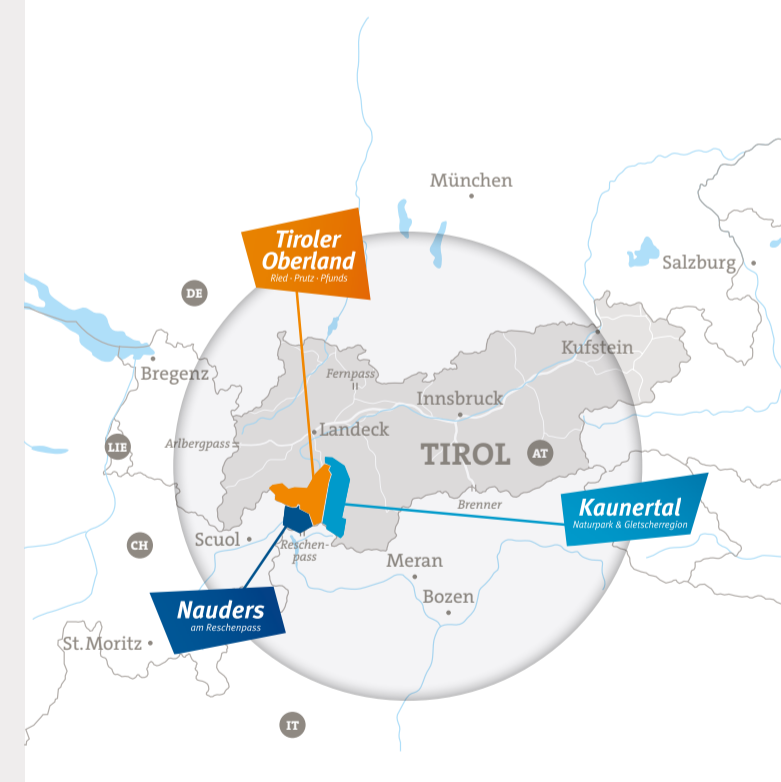 München
Tiroler
Oberland
Ried · Prutz · Pfunds
Salzburg
DE
Kufstein
Bregenz
Fernpass
Innsbruck
Landeck
Arlbergpass
LIE
TIROL
AT
Kaunertal
Naturpark & Gletscherregion
Brenner
Scuol
CH
Reschen-
pass
Meran
Bozen
Nauders
am Reschenpass
St. Moritz
IT